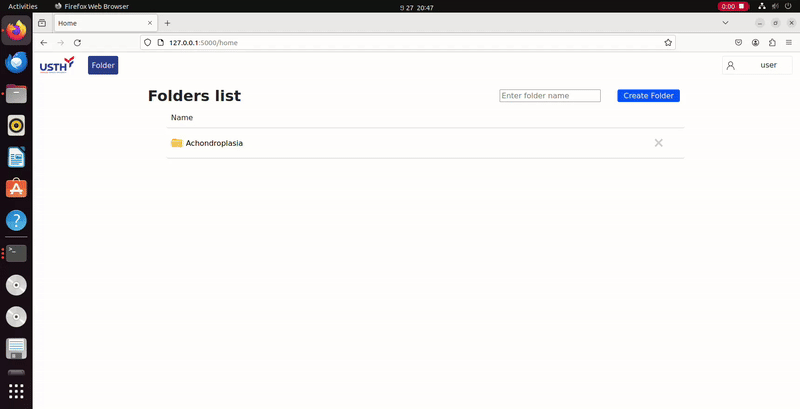 Activities
Firefox Web Browser
9 27 20:47
0:00
Home
127.0.0.1:5000/home
USTH
Folder
user
Folders list
Enter folder name
Create Folder
Name
Achondroplasia